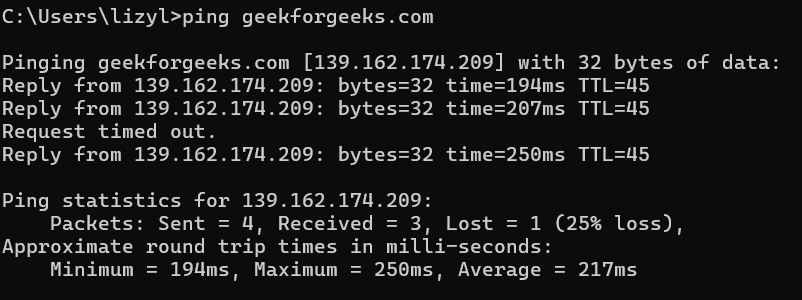 C:\Users\lizyl>ping geekforgeeks.com
Pinging geekforgeeks.com [139.162.174.209] with 32 bytes of data:
Reply from 139.162.174.209: bytes=32 time=194ms TTL=45
Reply from 139.162.174.209: bytes=32 time=207ms TTL=45
Request timed out.
Reply from 139.162.174.209: bytes=32 time=250ms TTL=45
Ping statistics for 139.162.174.209:
    Packets: Sent = 4, Received = 3, Lost = 1 (25% loss),
Approximate round trip times in milli-seconds:
    Minimum = 194ms, Maximum = 250ms, Average = 217ms